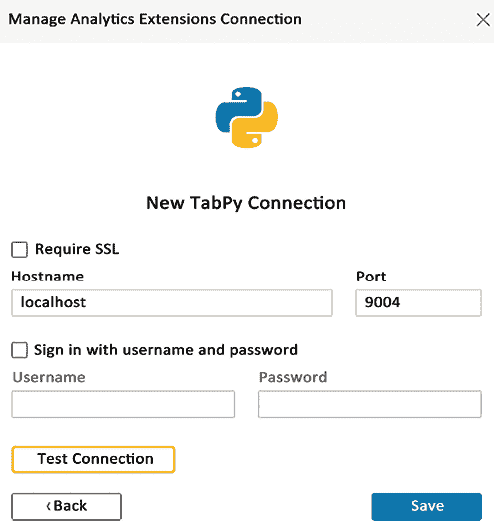 Manage Analytics Extensions Connection
New TabPy Connection
Require SSL
Hostname Port
localhost 9004
Sign in with username and password
Username Password
Test Connection
‹Back Save